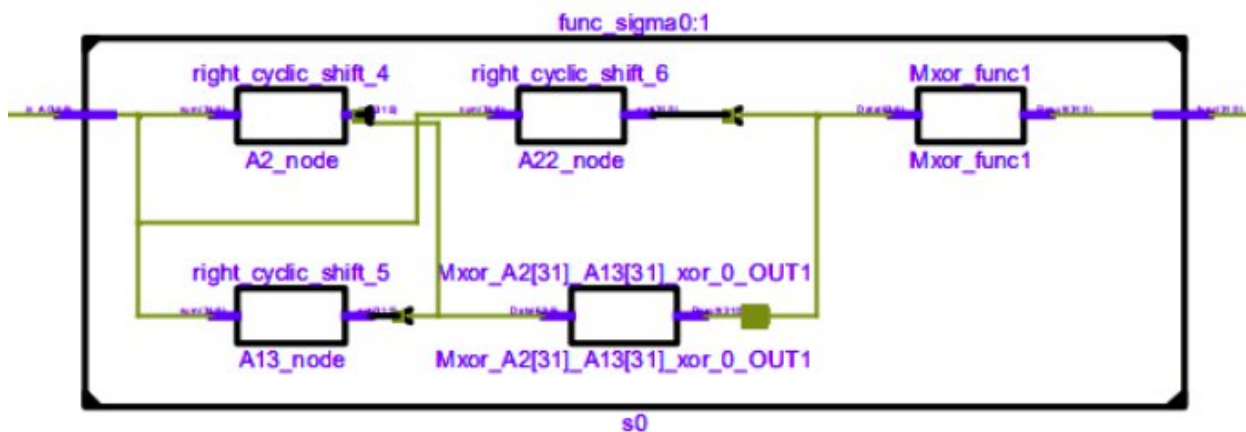 func_sigma0:1
right_cyclic_shift_4
right_cyclic_shift_6
Mxor_func1
A2_node
A22_node
Mxor_func1
right_cyclic_shift_5
Mxor_A2[31]_A13[31]_xor_0_OUT1
A13_node
Mxor_A2[31]_A13[31]_xor_0_OUT1
s0